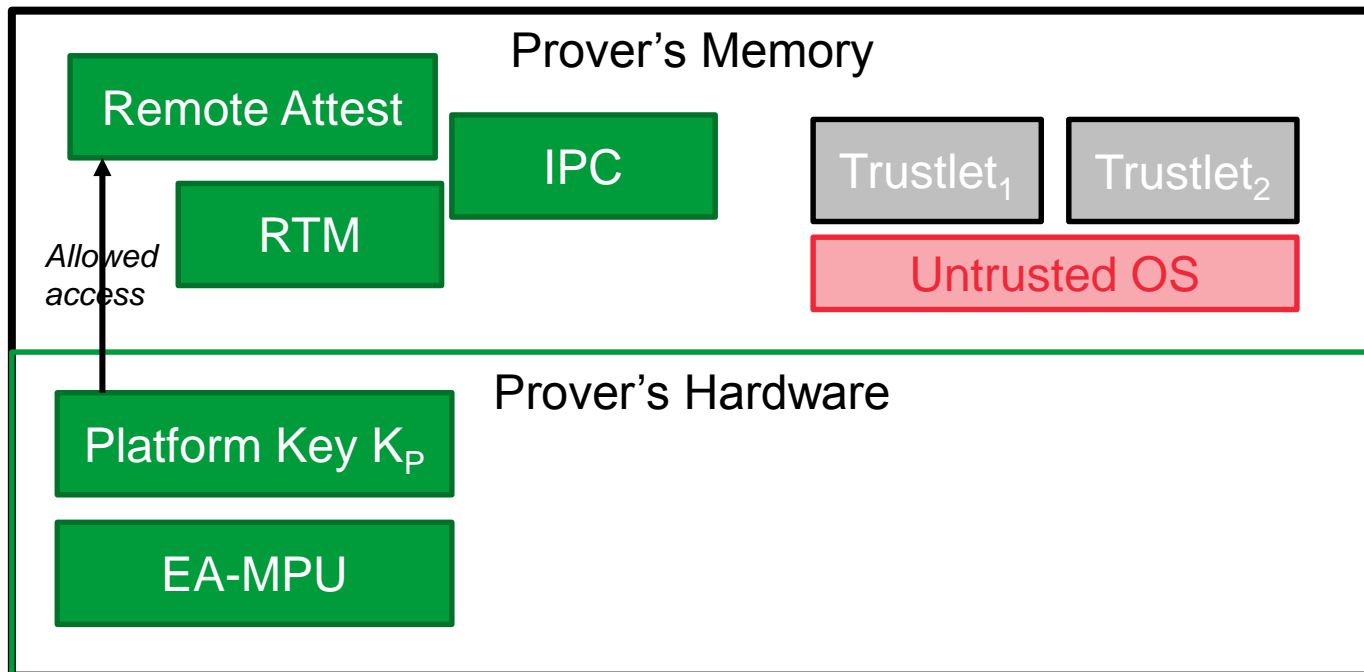 Prover’s Memory
Remote Attest
IPC
Trustlet₁
Trustlet₂
RTM
Allowed
access
Untrusted OS
Prover’s Hardware
Platform Key Kₚ
EA-MPU